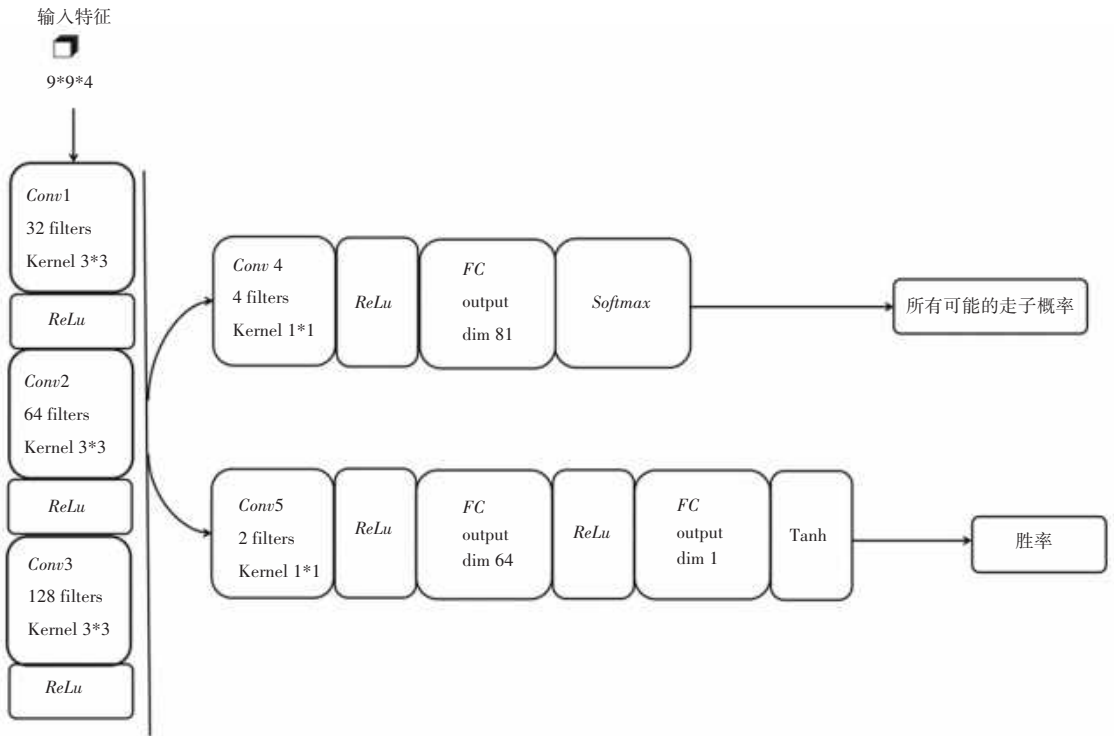 输入特征
9*9*4
Conv1
32 filters
Kernel 3*3
ReLu
Conv2
64 filters
Kernel 3*3
ReLu
Conv3
128 filters
Kernel 3*3
ReLu
Conv 4
4 filters
Kernel 1*1
ReLu
FC
output
dim 81
Softmax
所有可能的走子概率
Conv5
2 filters
Kernel 1*1
ReLu
FC
output
dim 64
ReLu
FC
output
dim 1
Tanh
胜率